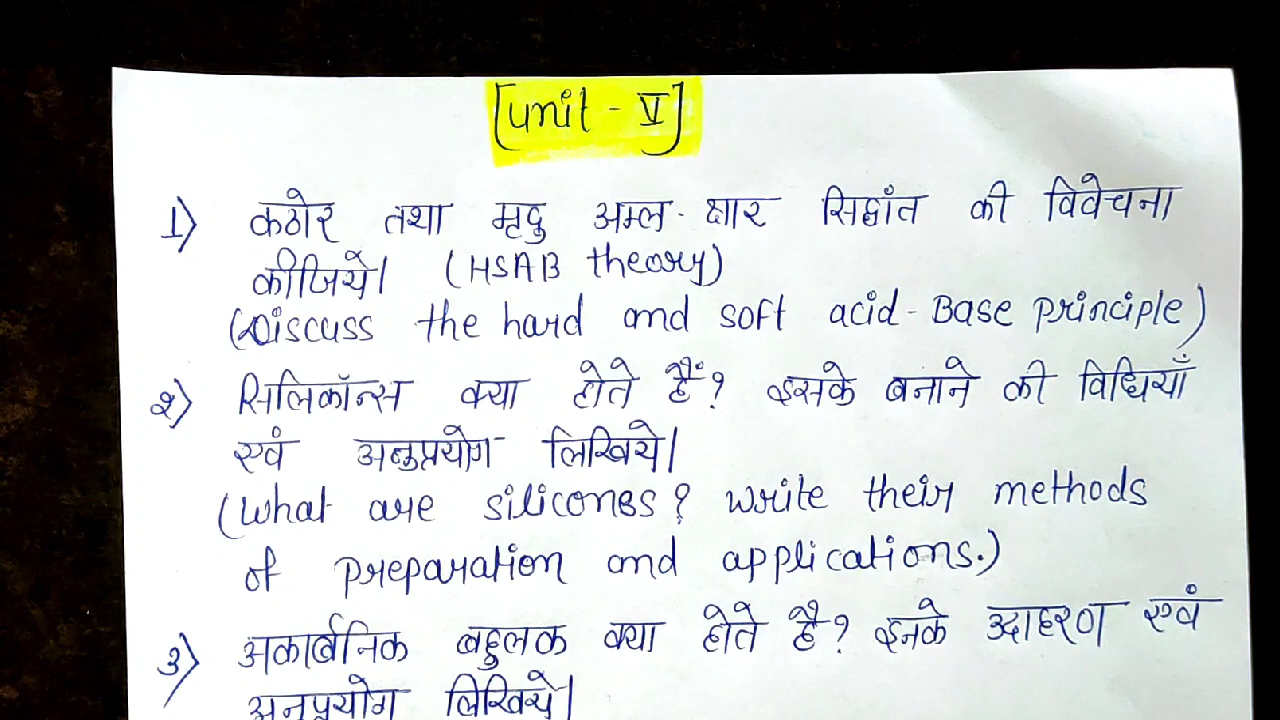 [Unit - V]
1) कठोर तथा मृदु अम्ल-क्षार सिद्धांत की विवेचना
कीजिये। (HSAB theory)
(Discuss the hard and soft acid-Base principle)
2) सिलिकॉन्स क्या होते हैं? इसके बनाने की विधियाँ
एवं अनुप्रयोग लिखिये।
(What are silicones? write their methods
of preparation and applications.)
3) अकार्बनिक बहुलक क्या होते है? इनके उदाहरण एवं
अनुप्रयोग लिखिये।